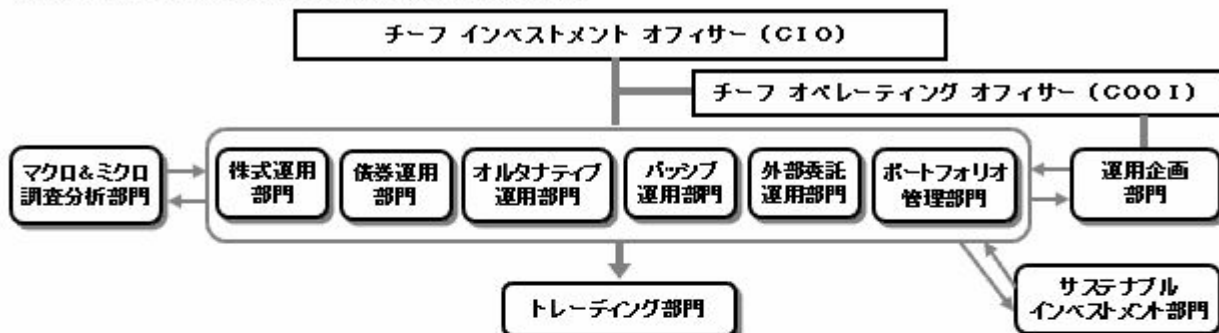 チーフ インベストメント オフィサー（CIO）
チーフ オペレーティング オフィサー（COOI）
マクロ&ミクロ
調査分析部門
株式運用
部門
債券運用
部門
オルタナティブ
運用部門
パッシブ
運用部門
外部委託
運用部門
ポートフォリオ
管理部門
運用企画
部門
トレーディング部門
サステナブル
インベストメント部門